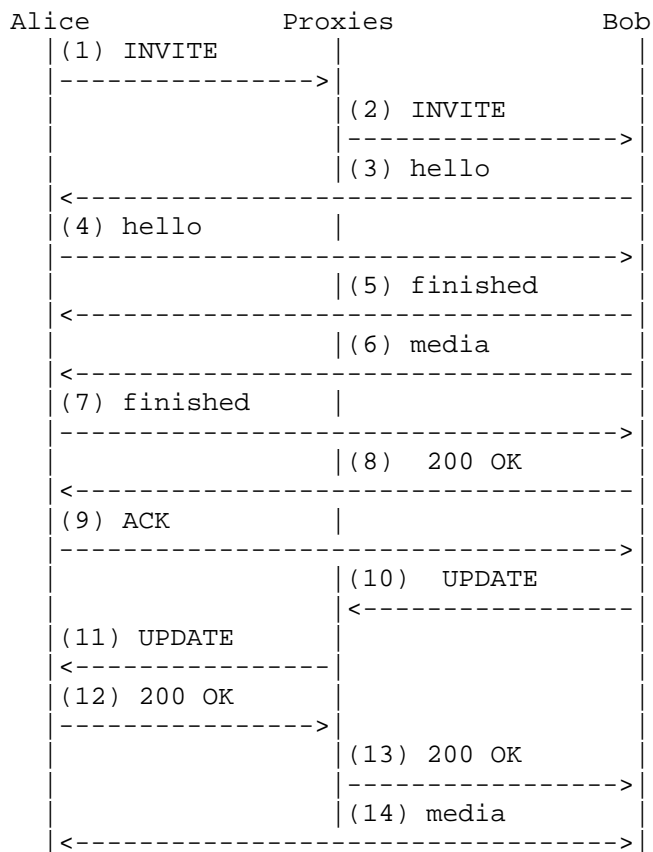 Alice Proxies Bob
(1) INVITE
(2) INVITE
(3) hello
(4) hello
(5) finished
(6) media
(7) finished
(8) 200 OK
(9) ACK
(10) UPDATE
(11) UPDATE
(12) 200 OK
(13) 200 OK
(14) media